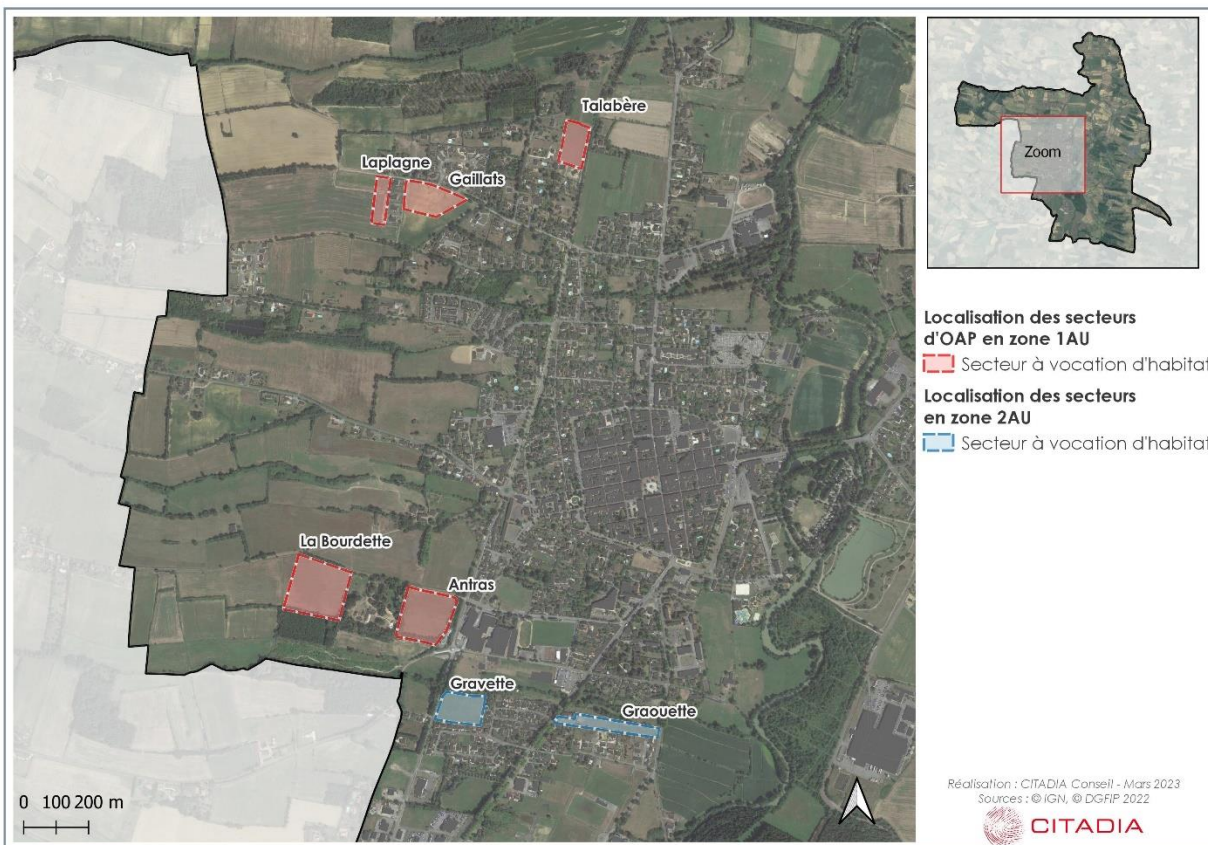 Talabère
Laplagne
Gaillats
La Bourdette
Antras
Gravette
Graouette
0 100 200 m
Zoom
Localisation des secteurs
d'OAP en zone 1AU
Secteur à vocation d'habitat
Localisation des secteurs
en zone 2AU
Secteur à vocation d'habitat
Réalisation : CITADIA Conseil - Mars 2023
Sources : © IGN, © DGFIP 2022
CITADIA